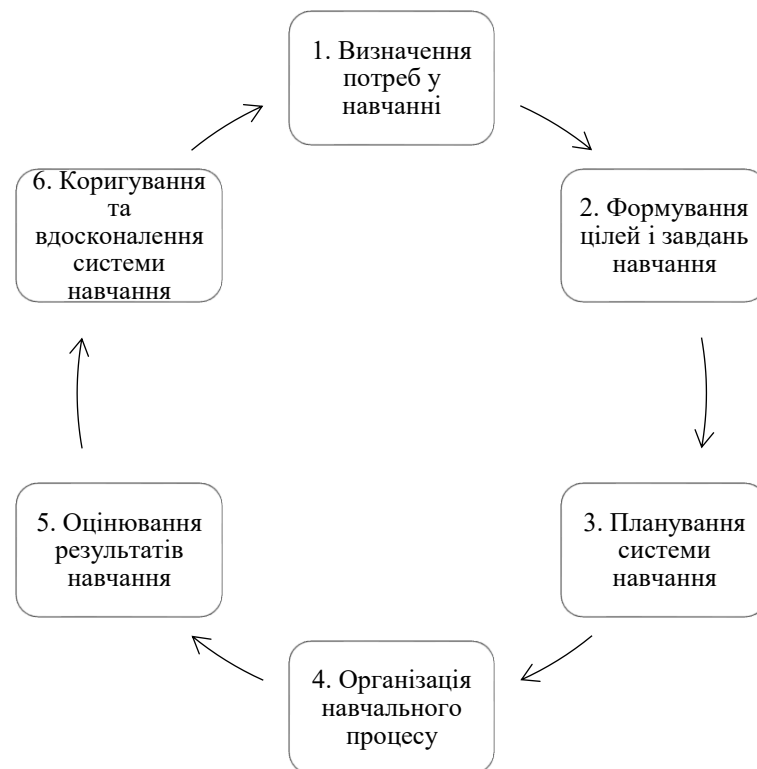 1. Визначення
потреб у
навчанні
2. Формування
цілей і завдань
навчання
3. Планування
системи
навчання
4. Організація
навчального
процесу
5. Оцінювання
результатів
навчання
6. Коригування
та
вдосконалення
системи
навчання